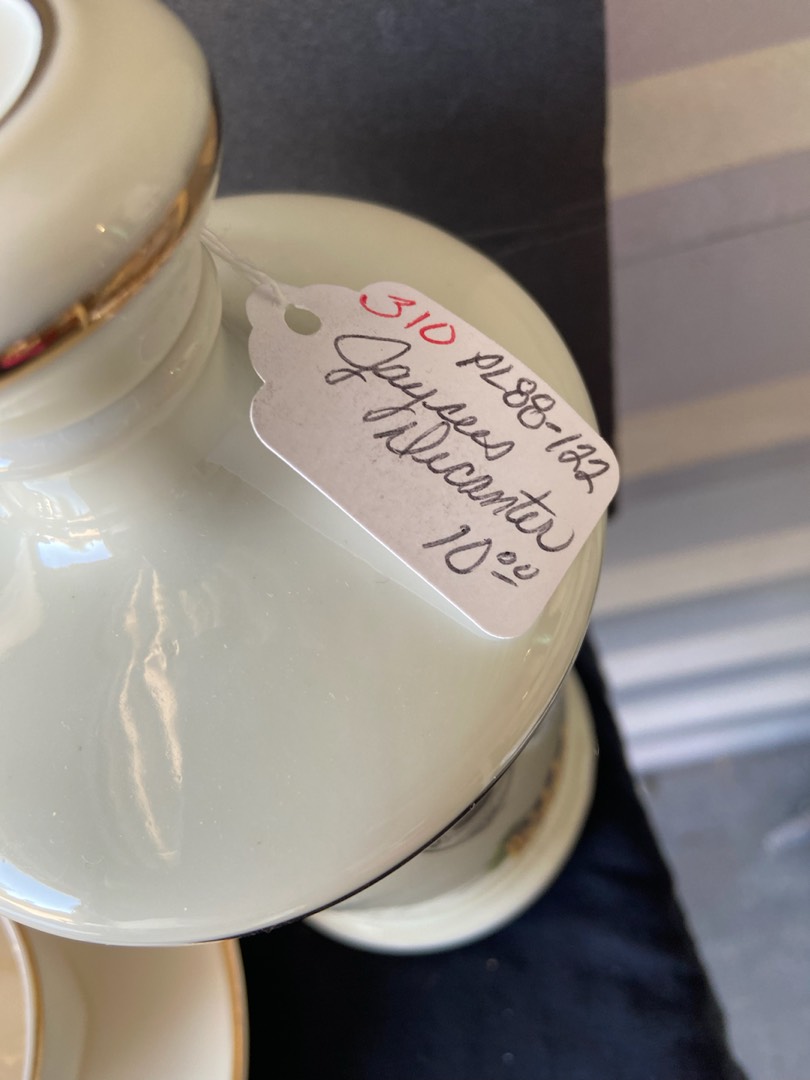 310
PL88-122
Jaycees
Decanter
10.00